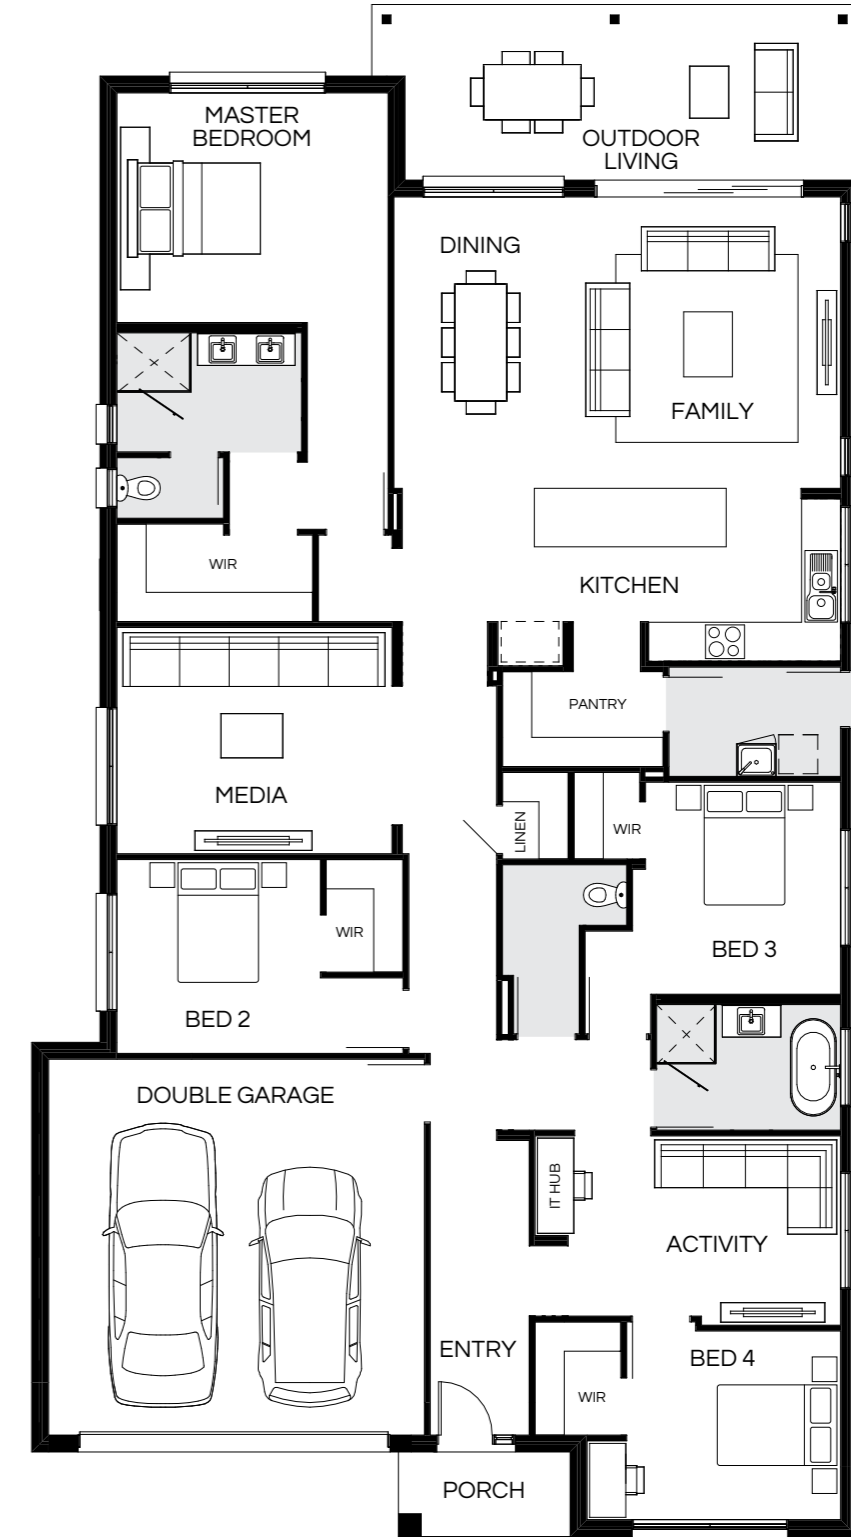 MASTER
BEDROOM
OUTDOOR
LIVING
DINING
FAMILY
WIR
KITCHEN
PANTRY
MEDIA
LINEN
WIR
WIR
BED 3
BED 2
DOUBLE GARAGE
IT HUB
ACTIVITY
ENTRY
BED 4
WIR
PORCH